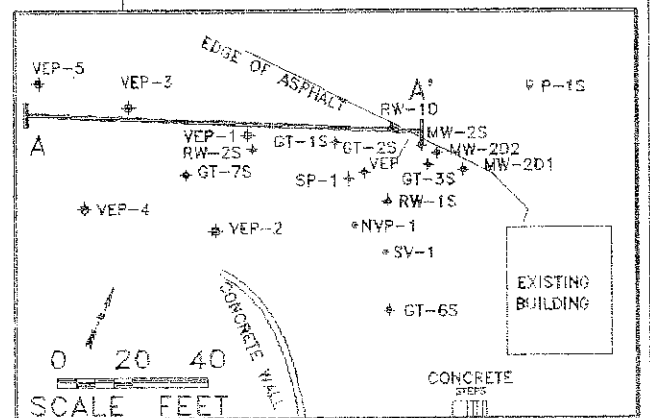 EDGE OF ASPHALT
VEP-5
VEP-3
A'
P-1S
RW-1D
MW-2S
A
VEP-1
GT-1S
GT-2S
MW-2D2
RW-2S
VEP
MW-2D1
GT-7S
SP-1
GT-3S
RW-1S
VEP-4
VEP-2
NVP-1
SV-1
EXISTING
BUILDING
CONCRETE WALL
GT-6S
0 20 40
SCALE FEET
CONCRETE
STEPS